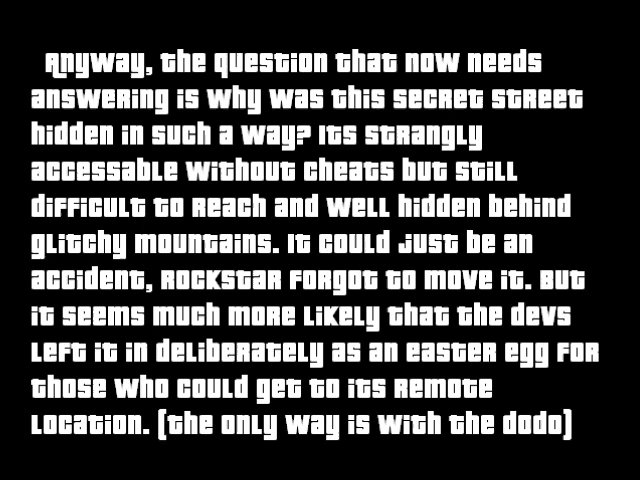 Anyway, the question that now needs
answering is why was this secret street
hidden in such a way? Its strangly
accessable without cheats but still
difficult to reach and well hidden behind
glitchy mountains. It could just be an
accident, Rockstar forgot to move it. But
it seems much more likely that the devs
left it in deliberately as an easter egg for
those who could get to its remote
location. (the only way is with the dodo)